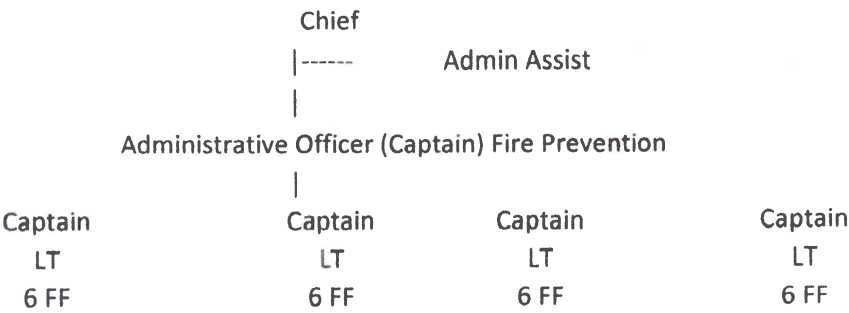 Chief
|------ Admin Assist
|
Administrative Officer (Captain) Fire Prevention
|
Captain Captain Captain Captain
LT LT LT LT
6 FF 6 FF 6 FF 6 FF